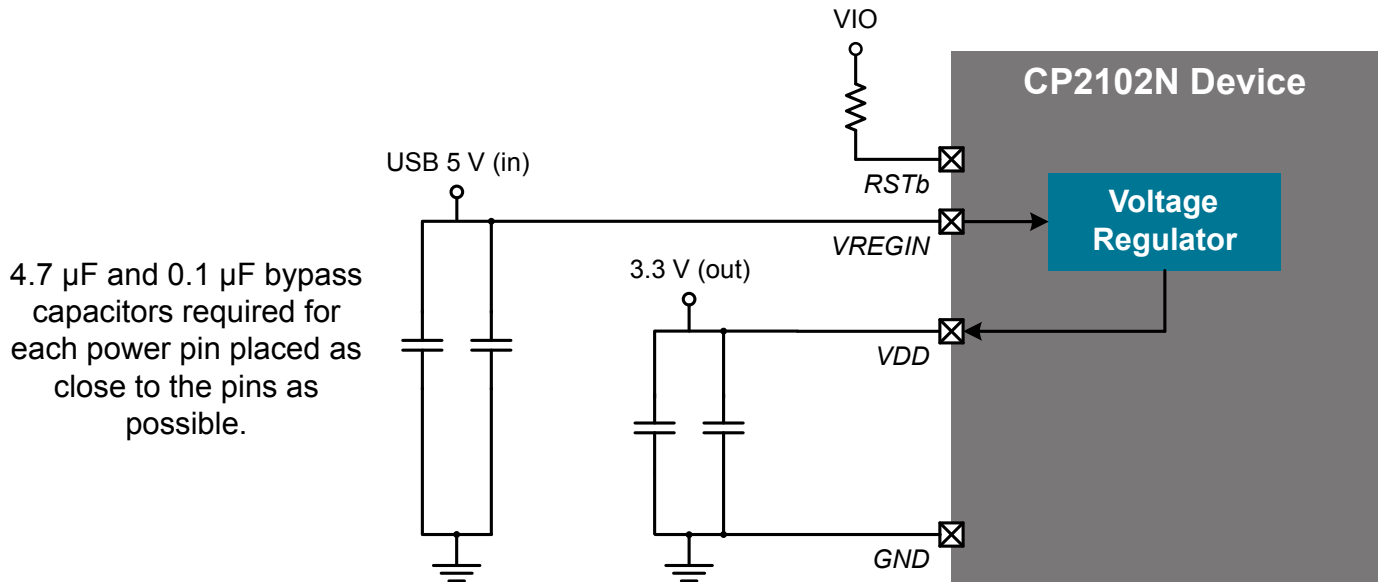 VIO
CP2102N Device
USB 5 V (in)
RSTb
Voltage
Regulator
VREGIN
4.7 µF and 0.1 µF bypass
capacitors required for
each power pin placed as
close to the pins as
possible.
3.3 V (out)
VDD
GND